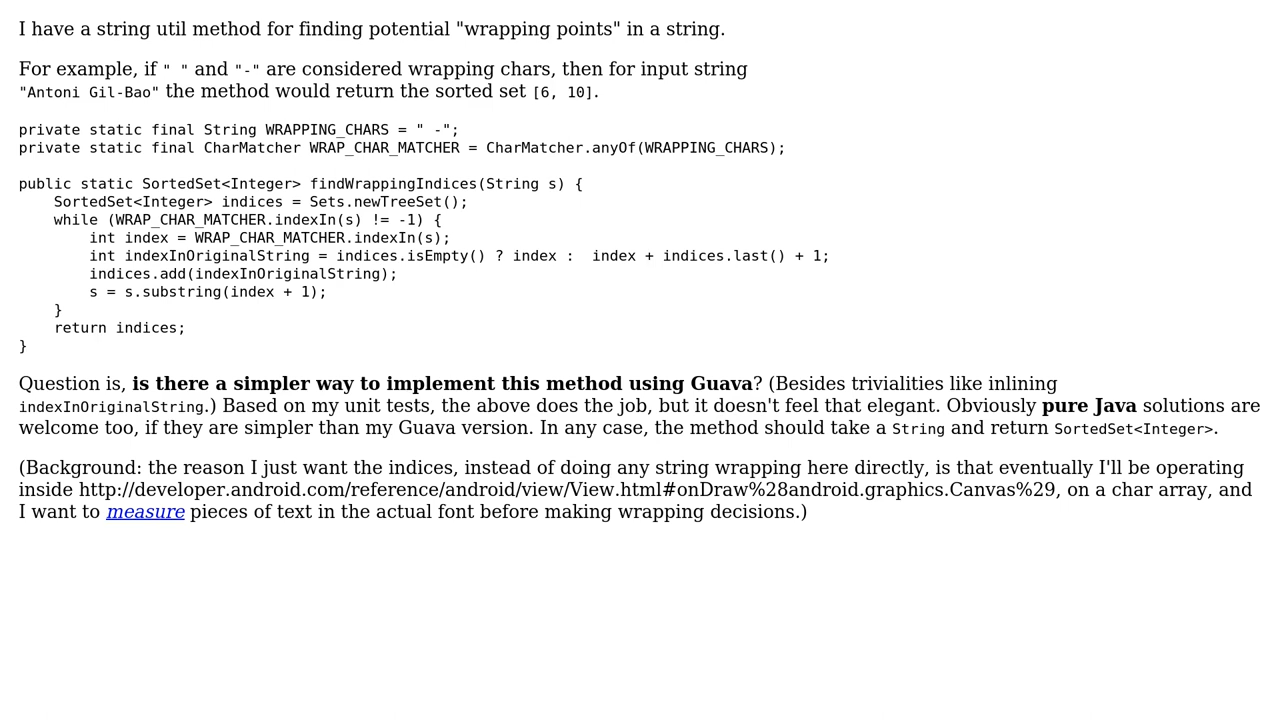 I have a string util method for finding potential "wrapping points" in a string.
For example, if " " and "-" are considered wrapping chars, then for input string
"Antoni Gil-Bao" the method would return the sorted set [6, 10].
private static final String WRAPPING_CHARS = " -";
private static final CharMatcher WRAP_CHAR_MATCHER = CharMatcher.anyOf(WRAPPING_CHARS);
public static SortedSet<Integer> findWrappingIndices(String s) {
    SortedSet<Integer> indices = Sets.newTreeSet();
    while (WRAP_CHAR_MATCHER.indexIn(s) != -1) {
        int index = WRAP_CHAR_MATCHER.indexIn(s);
        int indexInOriginalString = indices.isEmpty() ? index :  index + indices.last() + 1;
        indices.add(indexInOriginalString);
        s = s.substring(index + 1);
    }
    return indices;
}
Question is, is there a simpler way to implement this method using Guava? (Besides trivialities like inlining
indexInOriginalString.) Based on my unit tests, the above does the job, but it doesn't feel that elegant. Obviously pure Java solutions are
welcome too, if they are simpler than my Guava version. In any case, the method should take a String and return SortedSet<Integer>.
(Background: the reason I just want the indices, instead of doing any string wrapping here directly, is that eventually I'll be operating
inside http://developer.android.com/reference/android/view/View.html#onDraw%28android.graphics.Canvas%29, on a char array, and
I want to measure pieces of text in the actual font before making wrapping decisions.)